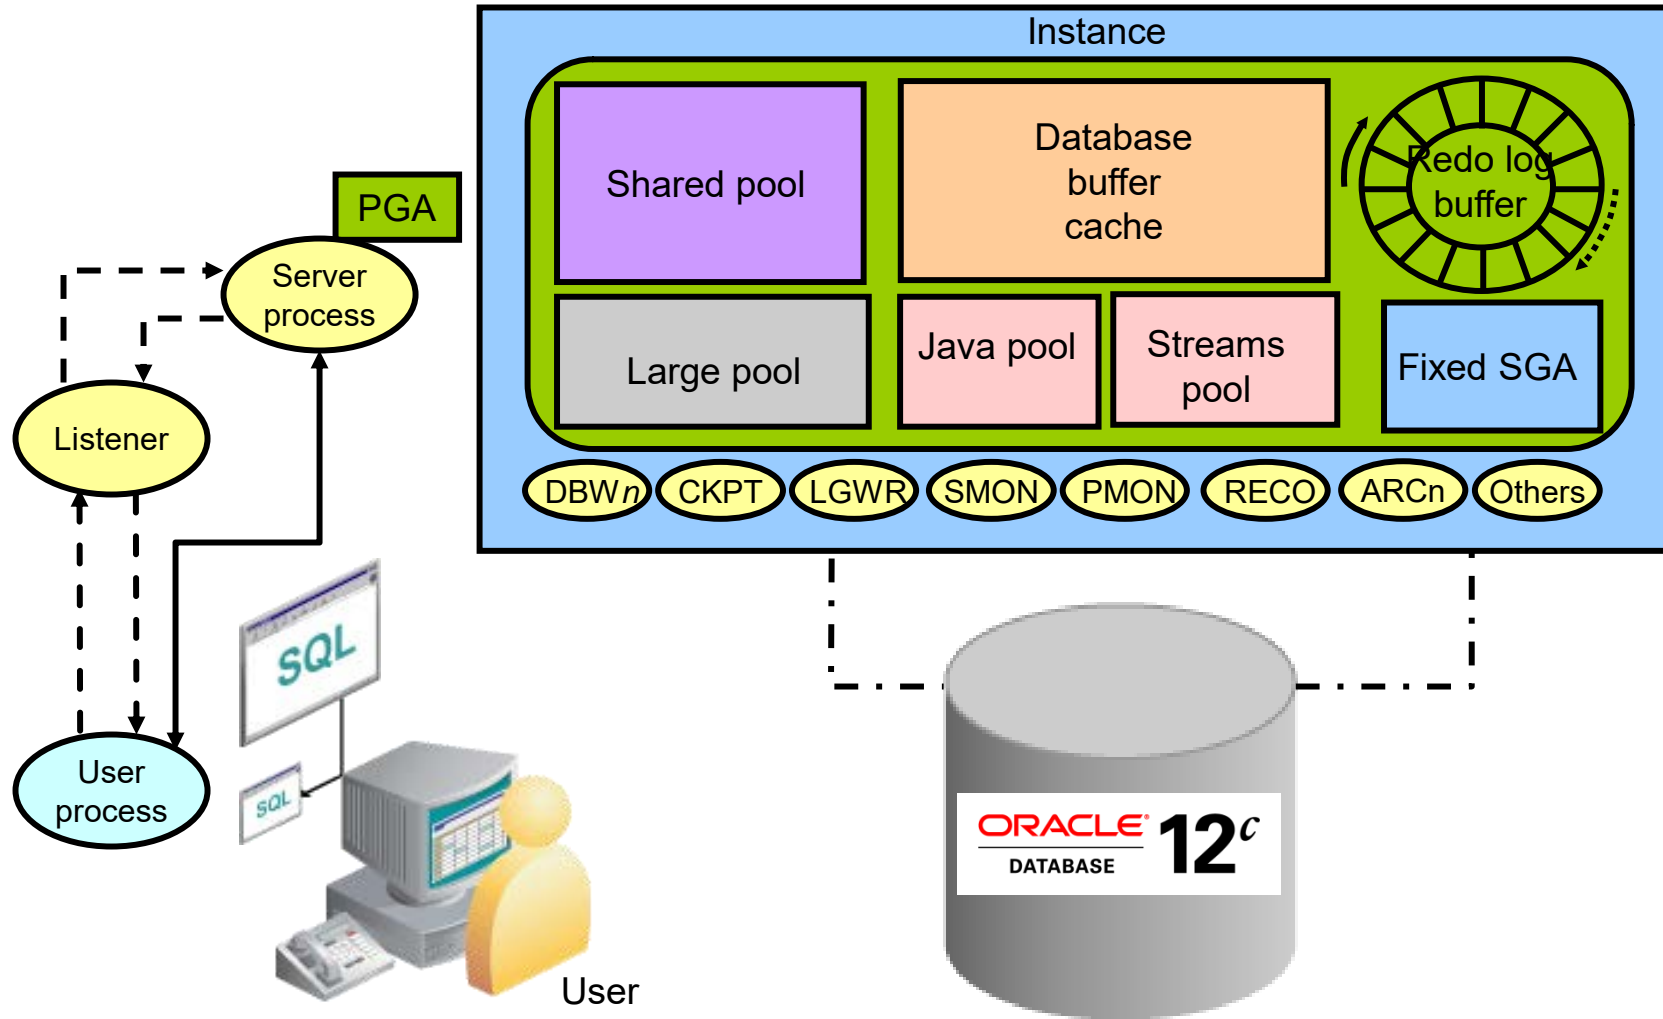 Instance
Shared pool
Database
buffer
cache
Redo log
buffer
PGA
Server
process
Large pool
Java pool
Streams
pool
Fixed SGA
Listener
DBWn
CKPT
LGWR
SMON
PMON
RECO
ARCn
Others
SQL
SQL
User
process
ORACLE®
DATABASE
12c
User